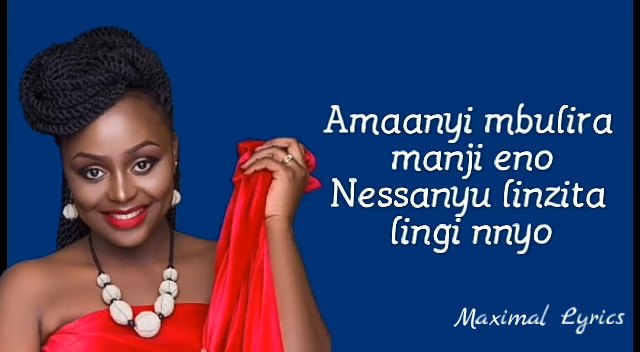 Amaanyi mbulira
manji eno
Nessanyu linzita
lingi nnyo
Maximal Lyrics